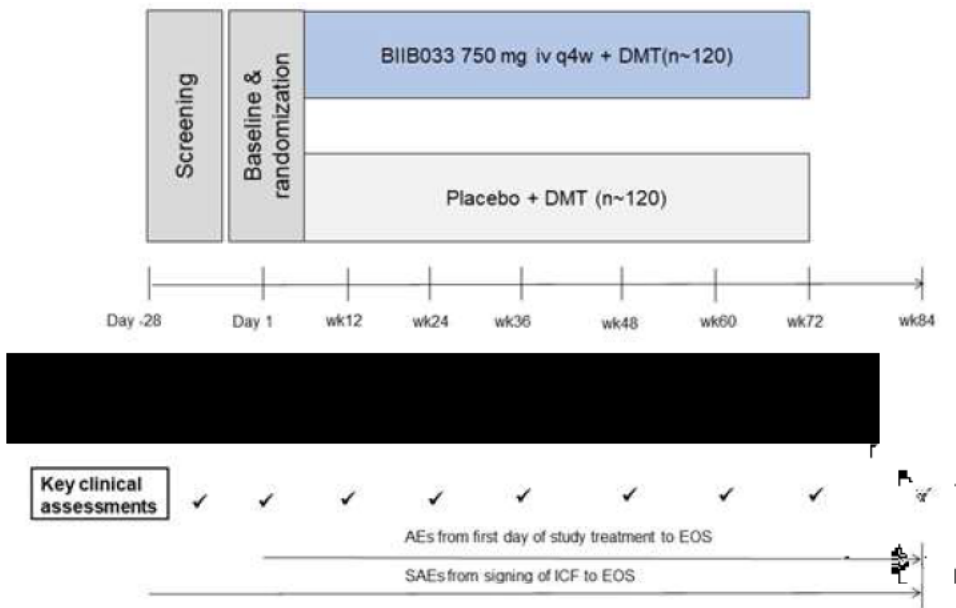 BIIB033 750 mg iv q4w + DMT(n~120)
Screening
Baseline &
randomization
Placebo + DMT (n~120)
Day -28 Day 1 wk12 wk24 wk36 wk48 wk60 wk72 wk84
Key clinical
assessments
AEs from first day of study treatment to EOS
SAEs from signing of ICF to EOS